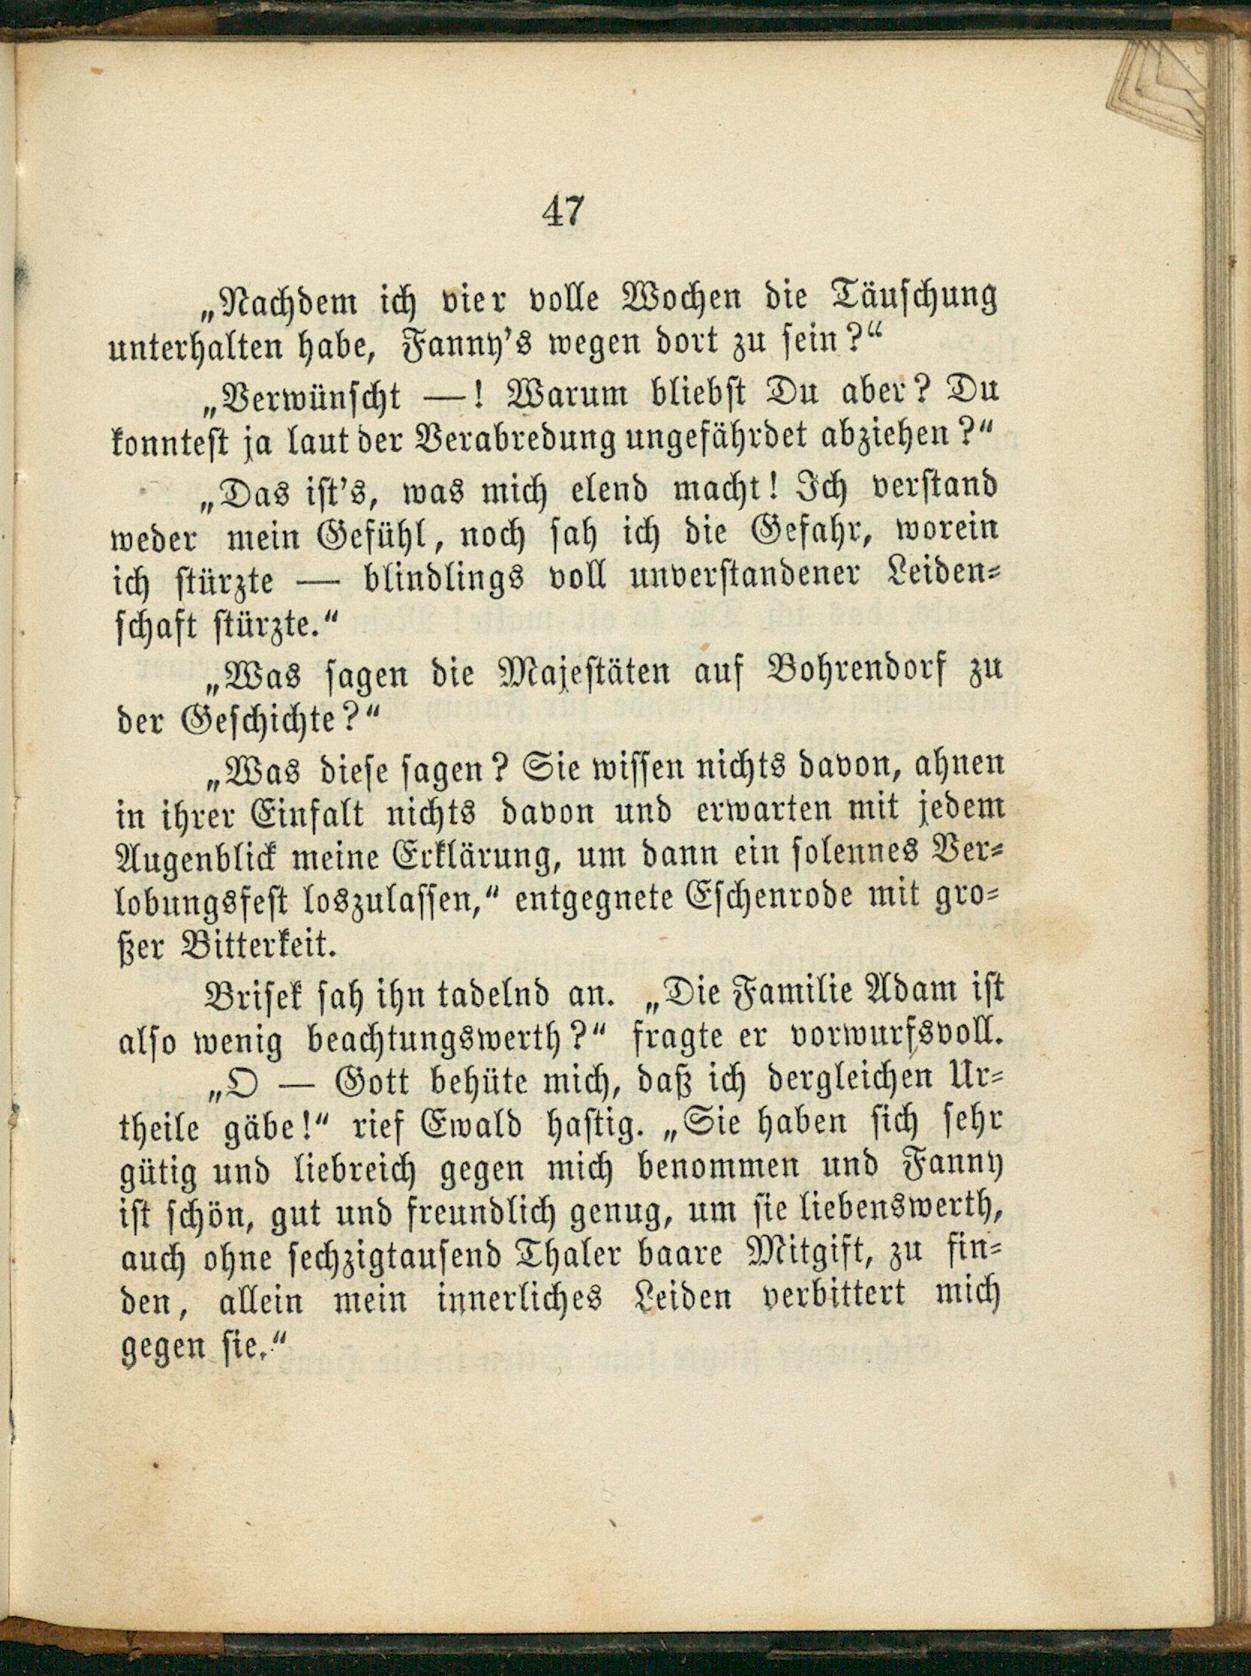 47
„Nachdem ich vier volle Wochen die Täuschung
unterhalten habe, Fanny's wegen dort zu sein?“
„Verwünscht —! Warum bliebst Du aber? Du
konntest ja laut der Verabredung ungefährdet abziehen?“
„Das ist's, was mich elend macht! Ich verstand
weder mein Gefühl, noch sah ich die Gefahr, worein
ich stürzte — blindlings voll unverstandener Leiden-
schaft stürzte.“
„Was sagen die Majestäten auf Bohrendorf zu
der Geschichte?“
„Was diese sagen? Sie wissen nichts davon, ahnen
in ihrer Einfalt nichts davon und erwarten mit jedem
Augenblick meine Erklärung, um dann ein solennes Ver-
lobungsfest loszulassen,“ entgegnete Eschenrode mit gro-
ßer Bitterkeit.
Brisek sah ihn tadelnd an. „Die Familie Adam ist
also wenig beachtungswerth?“ fragte er vorwurfsvoll.
„O — Gott behüte mich, daß ich dergleichen Ur-
theile gäbe!“ rief Ewald hastig. „Sie haben sich sehr
gütig und liebreich gegen mich benommen und Fanny
ist schön, gut und freundlich genug, um sie liebenswerth,
auch ohne sechzigtausend Thaler baare Mitgift, zu fin-
den, allein mein innerliches Leiden verbittert mich
gegen sie.“